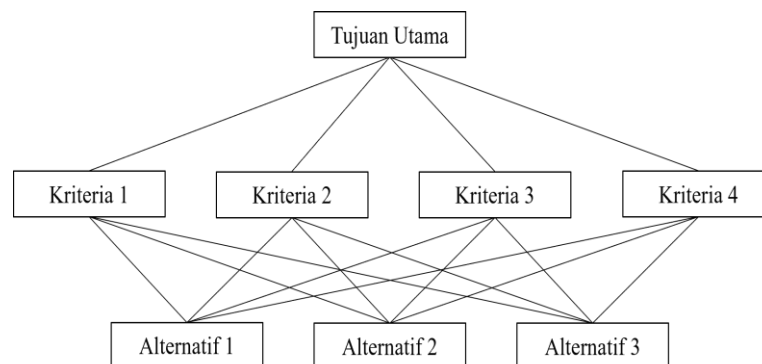 Tujuan Utama
Kriteria 1
Kriteria 2
Kriteria 3
Kriteria 4
Alternatif 1
Alternatif 2
Alternatif 3